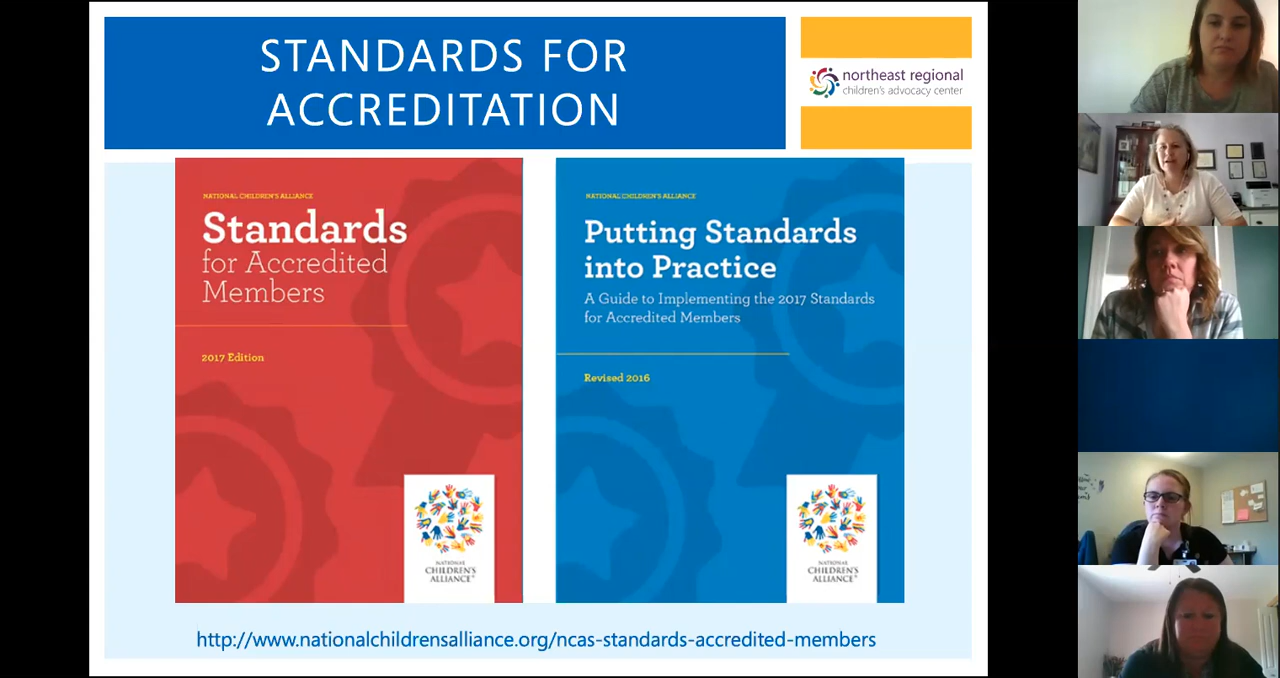 STANDARDS FOR
ACCREDITATION
northeast regional
children's advocacy center
NATIONAL CHILDREN'S ALLIANCE
Standards
for Accredited
Members
2017 Edition
NATIONAL
CHILDREN'S
ALLIANCE®
NATIONAL CHILDREN'S ALLIANCE
Putting Standards
into Practice
A Guide to Implementing the 2017 Standards
for Accredited Members
Revised 2016
NATIONAL
CHILDREN'S
ALLIANCE®
http://www.nationalchildrensalliance.org/ncas-standards-accredited-members